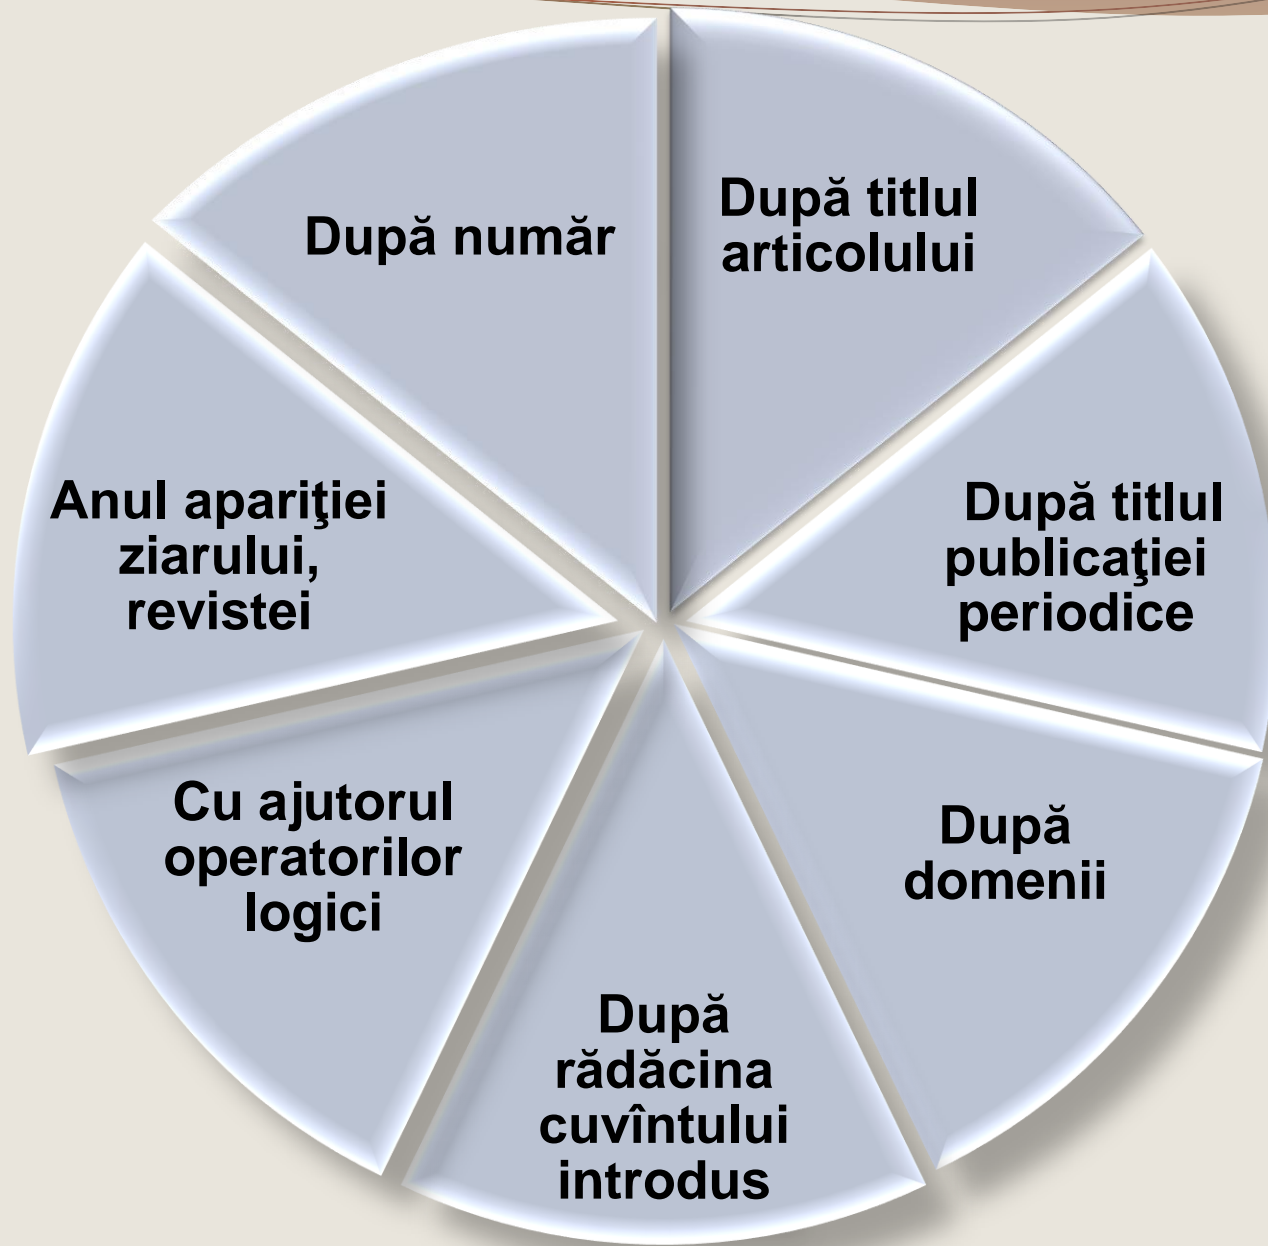 După titlul
articolului
După titlul
publicaţiei
periodice
După
domenii
După
rădăcina
cuvîntului
introdus
Cu ajutorul
operatorilor
logici
Anul apariţiei
ziarului,
revistei
După număr